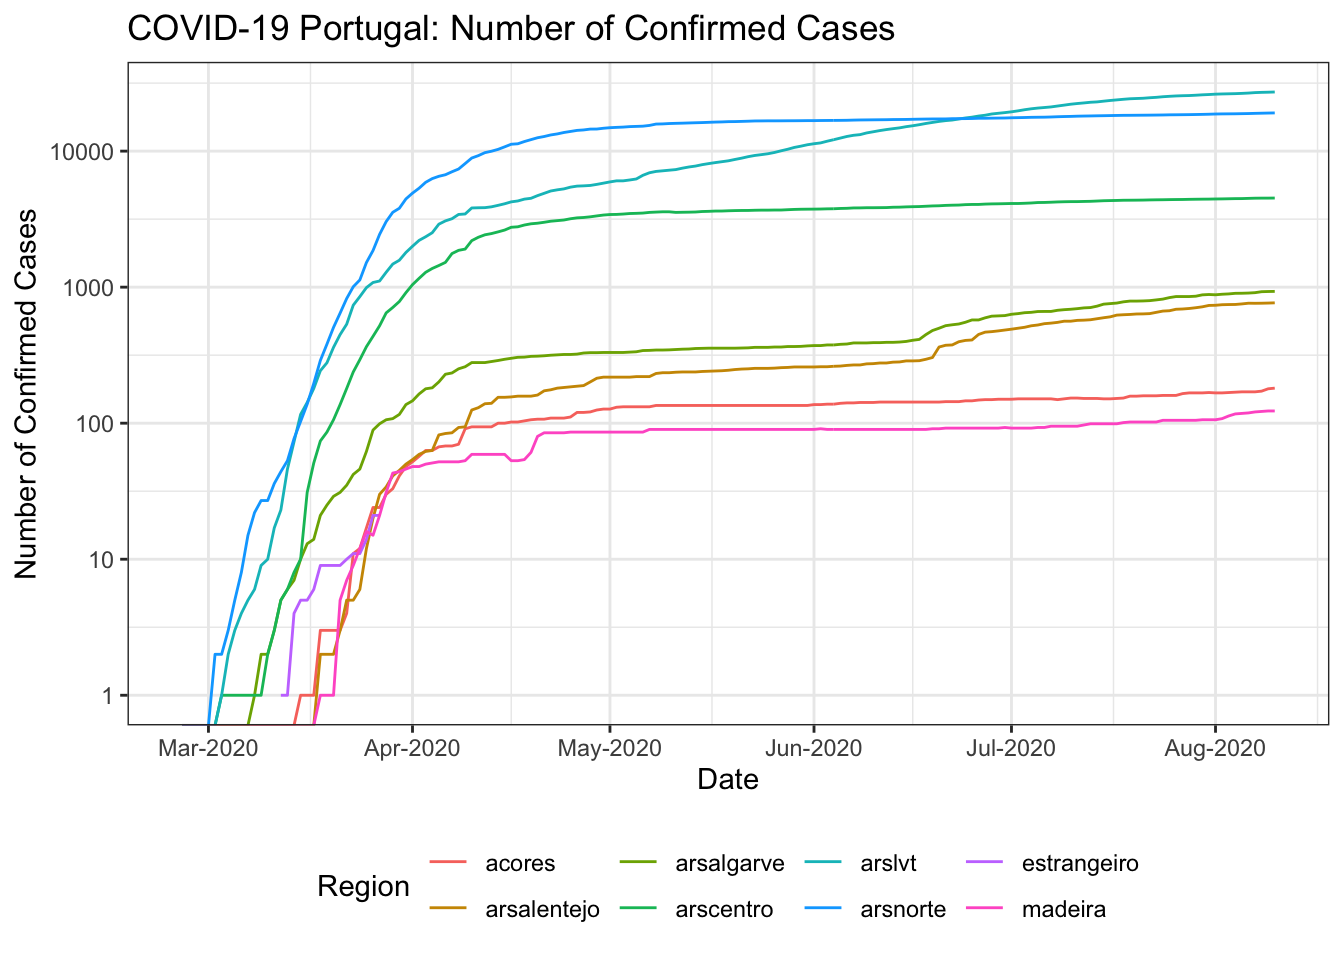 COVID-19 Portugal: Number of Confirmed Cases
Number of Confirmed Cases
10000
1000
100
10
1
Mar-2020 Apr-2020 May-2020 Jun-2020 Jul-2020 Aug-2020
Date
Region
acores arsalgarve arslvt estrangeiro
arsalentejo arscentro arsnorte madeira